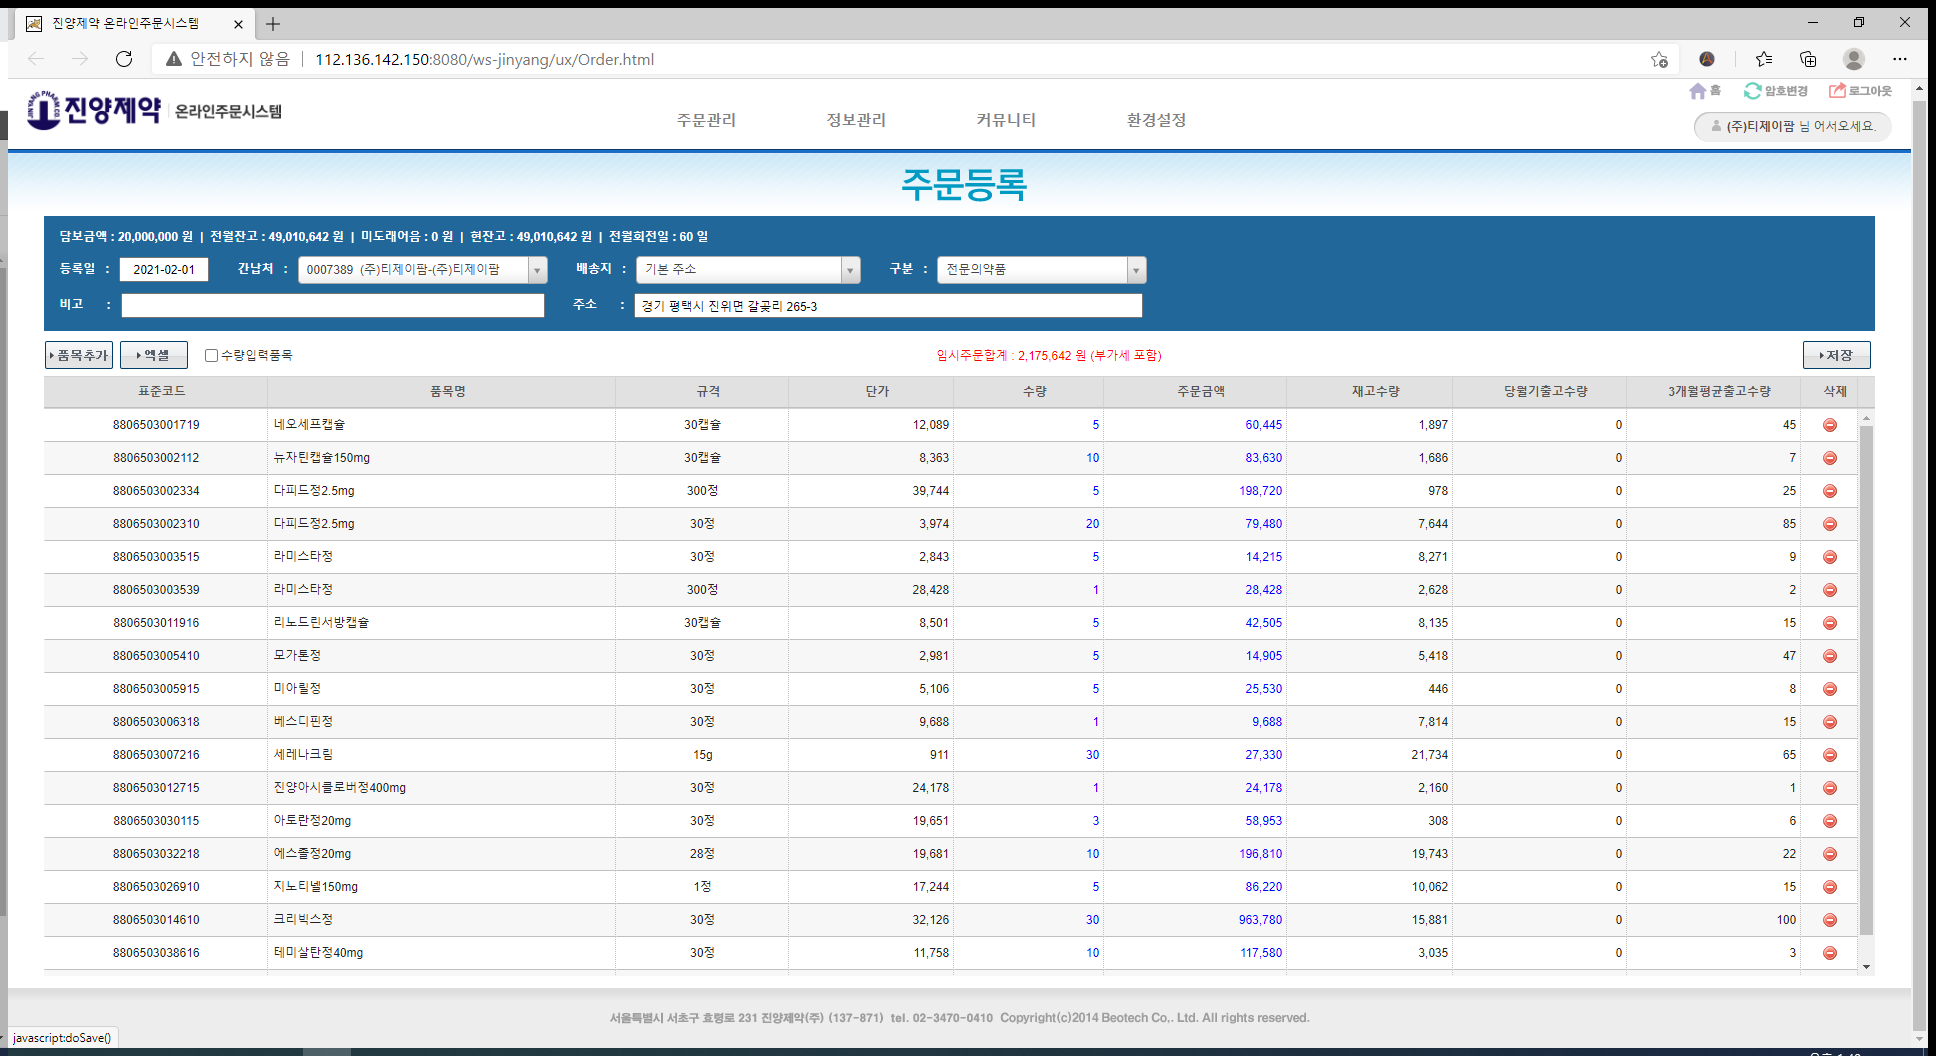 진양제약 온라인주문시스템
안전하지 않음 112.136.142.150:8080/ws-jinyang/ux/Order.html
홈 암호변경 로그아웃
JINYANG PHARM CO
진양제약 온라인주문시스템
주문관리 정보관리 커뮤니티 환경설정
(주)티제이팜 님 어서오세요.
주문등록
담보금액 : 20,000,000 원 | 전월잔고 : 49,010,642 원 | 미도래어음 : 0 원 | 현잔고 : 49,010,642 원 | 전월회전일 : 60 일
등록일 : 2021-02-01 간납처 : 0007389 (주)티제이팜-(주)티제이팜 배송지 : 기본 주소 구분 : 전문의약품
비고 : 주소 : 경기 평택시 진위면 갈곶리 265-3
품목추가 엑셀 수량입력품목 임시주문합계 : 2,175,642 원 (부가세 포함) 저장
표준코드 품목명 규격 단가 수량 주문금액 재고수량 당월기출고수량 3개월평균출고수량 삭제
8806503001719 네오세프캡슐 30캡슐 12,089 5 60,445 1,897 0 45
8806503002112 뉴자틴캡슐150mg 30캡슐 8,363 10 83,630 1,686 0 7
8806503002334 다피드정2.5mg 300정 39,744 5 198,720 978 0 25
8806503002310 다피드정2.5mg 30정 3,974 20 79,480 7,644 0 85
8806503003515 라미스타정 30정 2,843 5 14,215 8,271 0 9
8806503003539 라미스타정 300정 28,428 1 28,428 2,628 0 2
8806503011916 리노드린서방캡슐 30캡슐 8,501 5 42,505 8,135 0 15
8806503005410 모가톤정 30정 2,981 5 14,905 5,418 0 47
8806503005915 미아릴정 30정 5,106 5 25,530 446 0 8
8806503006318 베스디핀정 30정 9,688 1 9,688 7,814 0 15
8806503007216 세레나크림 15g 911 30 27,330 21,734 0 65
8806503012715 진양아시클로버정400mg 30정 24,178 1 24,178 2,160 0 1
8806503030115 아토란정20mg 30정 19,651 3 58,953 308 0 6
8806503032218 에스졸정20mg 28정 19,681 10 196,810 19,743 0 22
8806503026910 지노티넬150mg 1정 17,244 5 86,220 10,062 0 15
8806503014610 크리빅스정 30정 32,126 30 963,780 15,881 0 100
8806503038616 테미살탄정40mg 30정 11,758 10 117,580 3,035 0 3
서울특별시 서초구 효령로 231 진양제약(주) (137-871) tel. 02-3470-0410 Copyright(c)2014 Beotech Co,. Ltd. All rights reserved.
javascript:doSave()